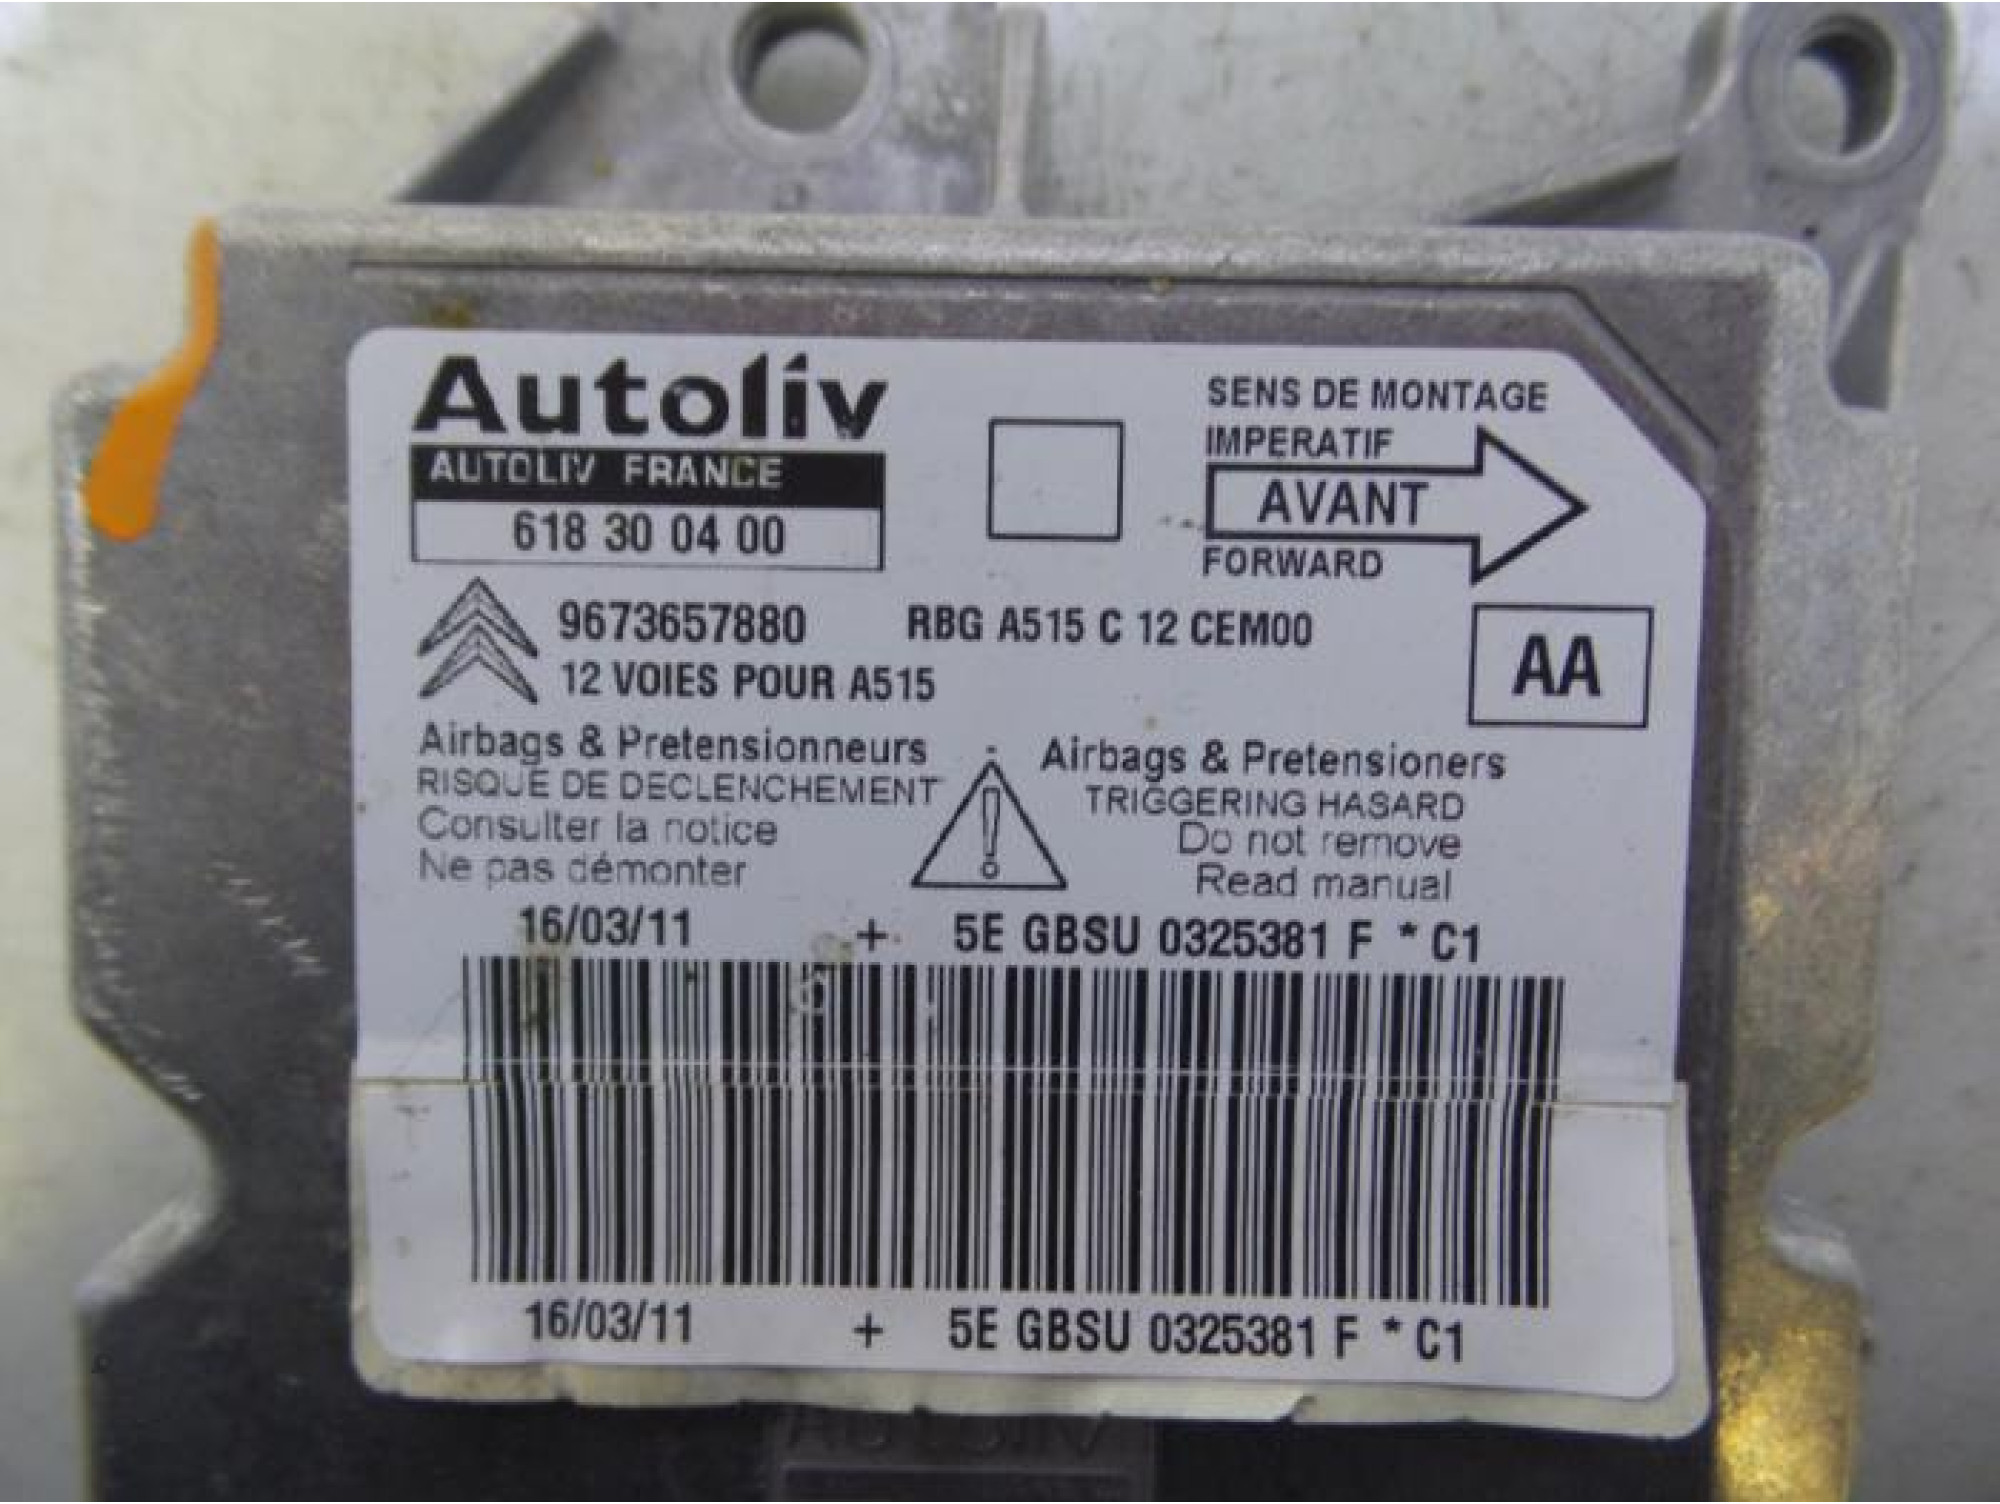 Autoliv
AUTOLIV FRANCE
618 30 04 00
SENS DE MONTAGE
IMPERATIF
AVANT
FORWARD
9673657880 RBG A515 C 12 CEM00
12 VOIES POUR A515
AA
Airbags & Pretensionneurs
RISQUE DE DECLENCHEMENT
Consulter la notice
Ne pas démonter
Airbags & Pretensioners
TRIGGERING HASARD
Do not remove
Read manual
16/03/11 + 5E GBSU 0325381 F * C1
16/03/11 + 5E GBSU 0325381 F * C1
AUTOLIV